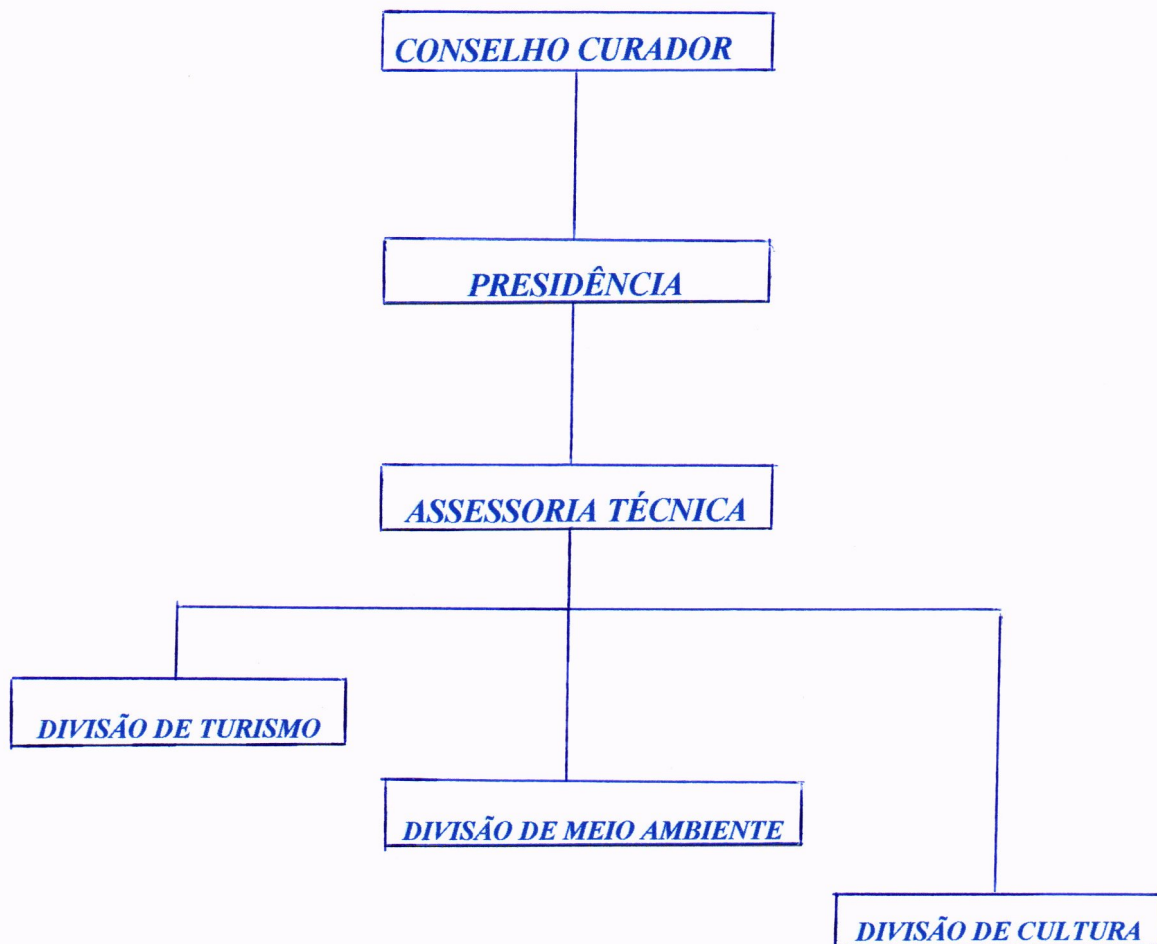 CONSELHO CURADOR
PRESIDÊNCIA
ASSESSORIA TÉCNICA
DIVISÃO DE TURISMO
DIVISÃO DE MEIO AMBIENTE
DIVISÃO DE CULTURA